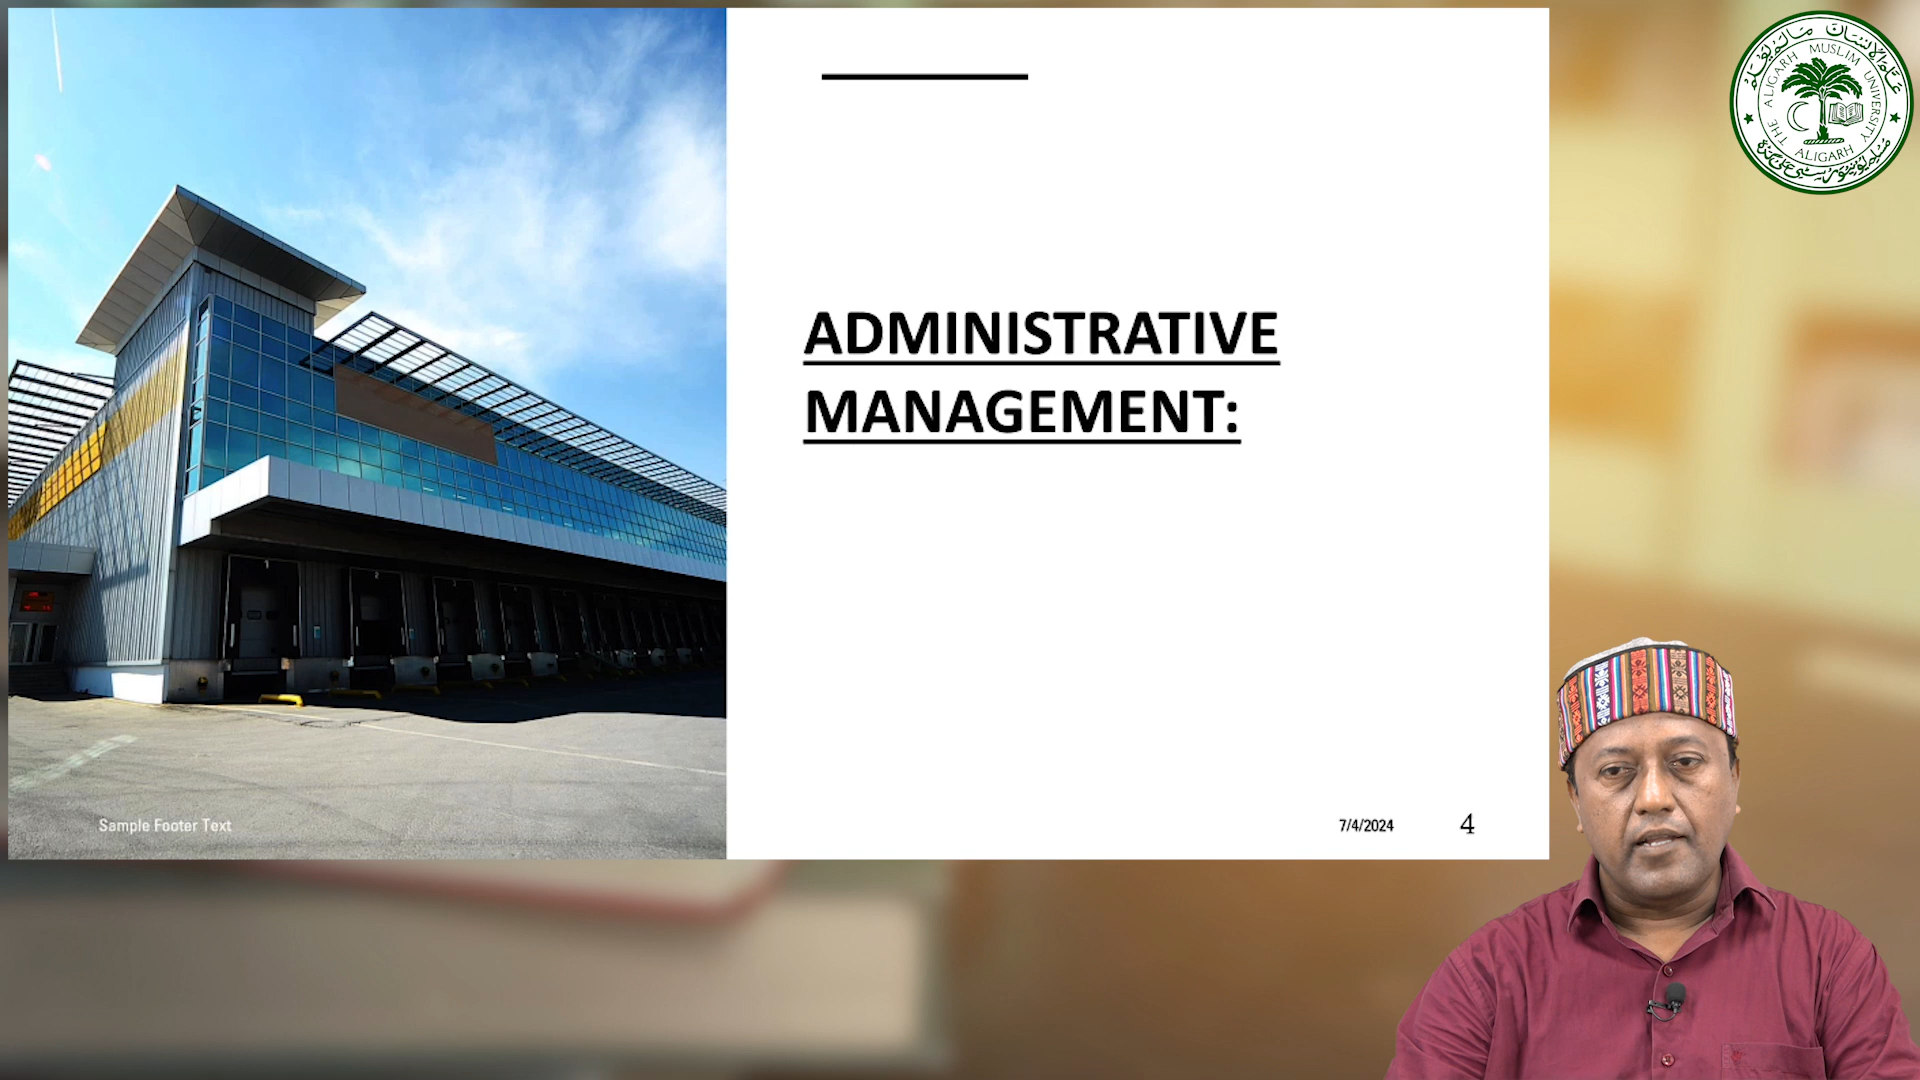 ADMINISTRATIVE
MANAGEMENT:
Sample Footer Text
7/4/2024
4
THE ALIGARH MUSLIM UNIVERSITY
ALIGARH